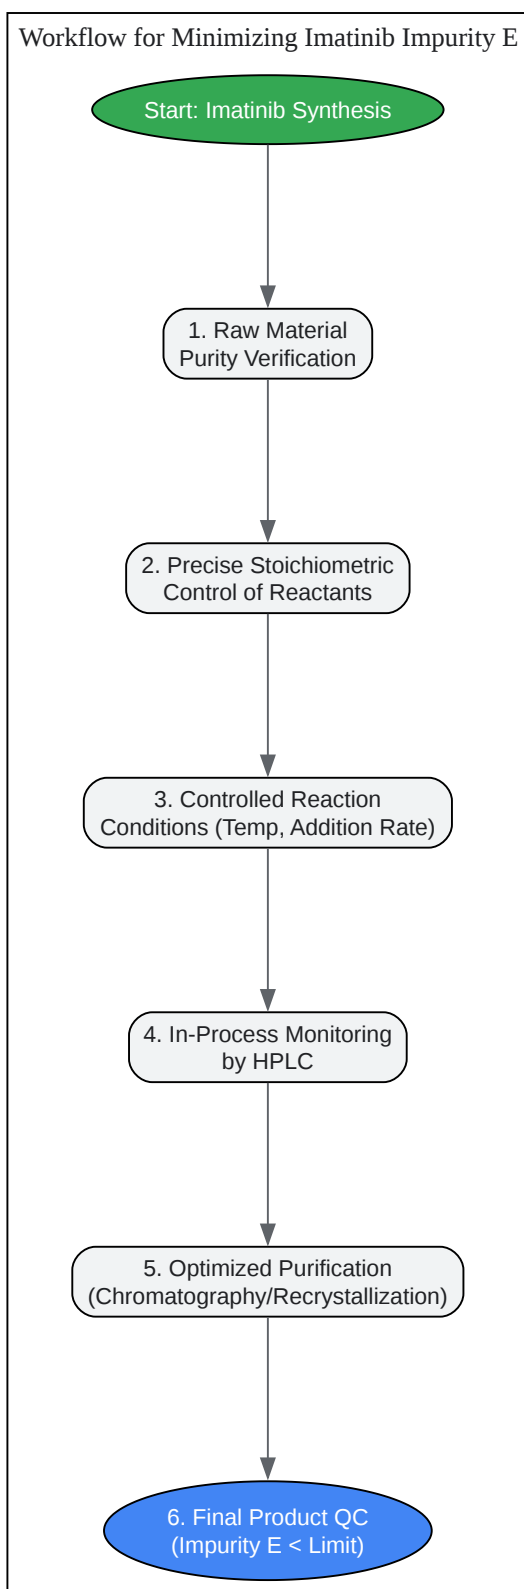 Workflow for Minimizing Imatinib Impurity E
Start: Imatinib Synthesis
1. Raw Material
Purity Verification
2. Precise Stoichiometric
Control of Reactants
3. Controlled Reaction
Conditions (Temp, Addition Rate)
4. In-Process Monitoring
by HPLC
5. Optimized Purification
(Chromatography/Recrystallization)
6. Final Product QC
(Impurity E < Limit)